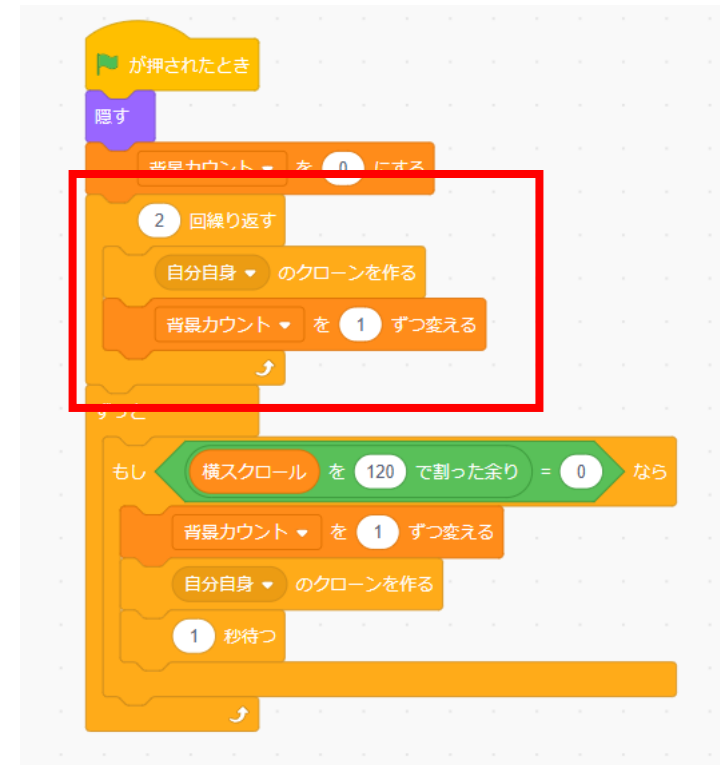 が押されたとき
隠す
背景カウント を 0 にする
2 回繰り返す
自分自身 のクローンを作る
背景カウント を 1 ずつ変える
ずっと
もし 横スクロール を 120 で割った余り = 0 なら
背景カウント を 1 ずつ変える
自分自身 のクローンを作る
1 秒待つ